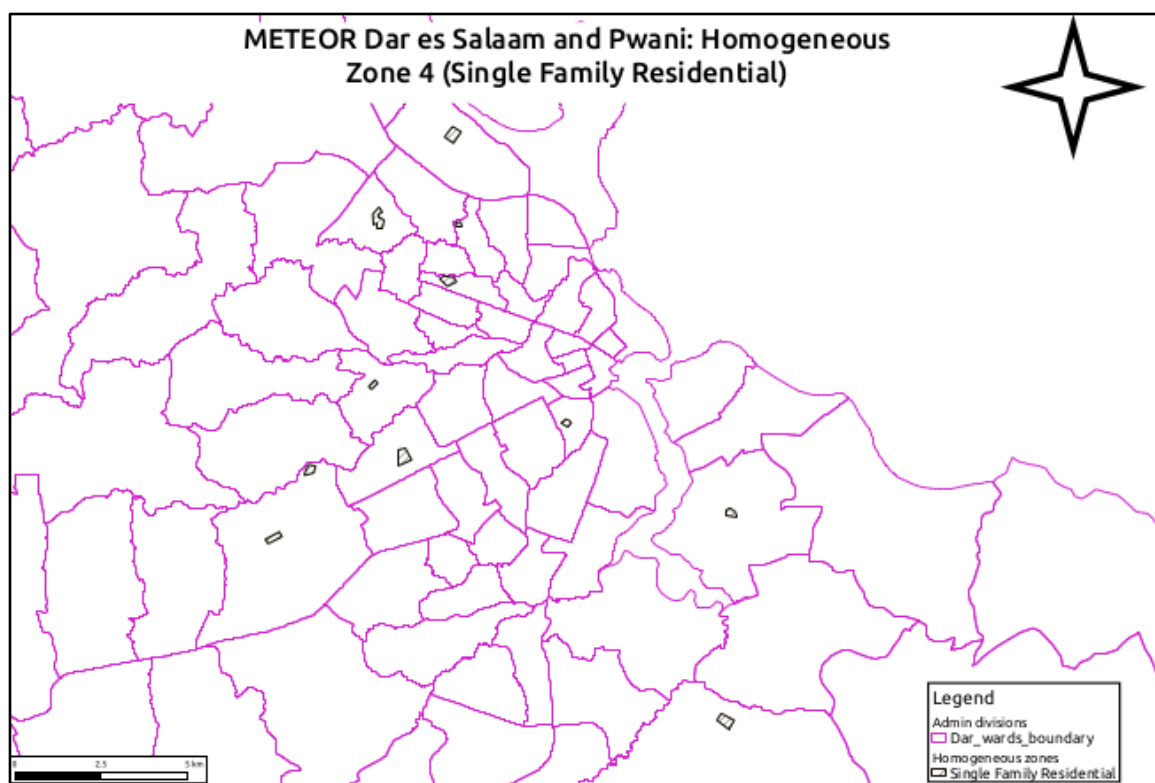 METEOR Dar es Salaam and Pwani: Homogeneous
Zone 4 (Single Family Residential)
Legend
Admin divisions
Dar_wards_boundary
Homogeneous zones
Single Family Residential
0 2.5 5 km